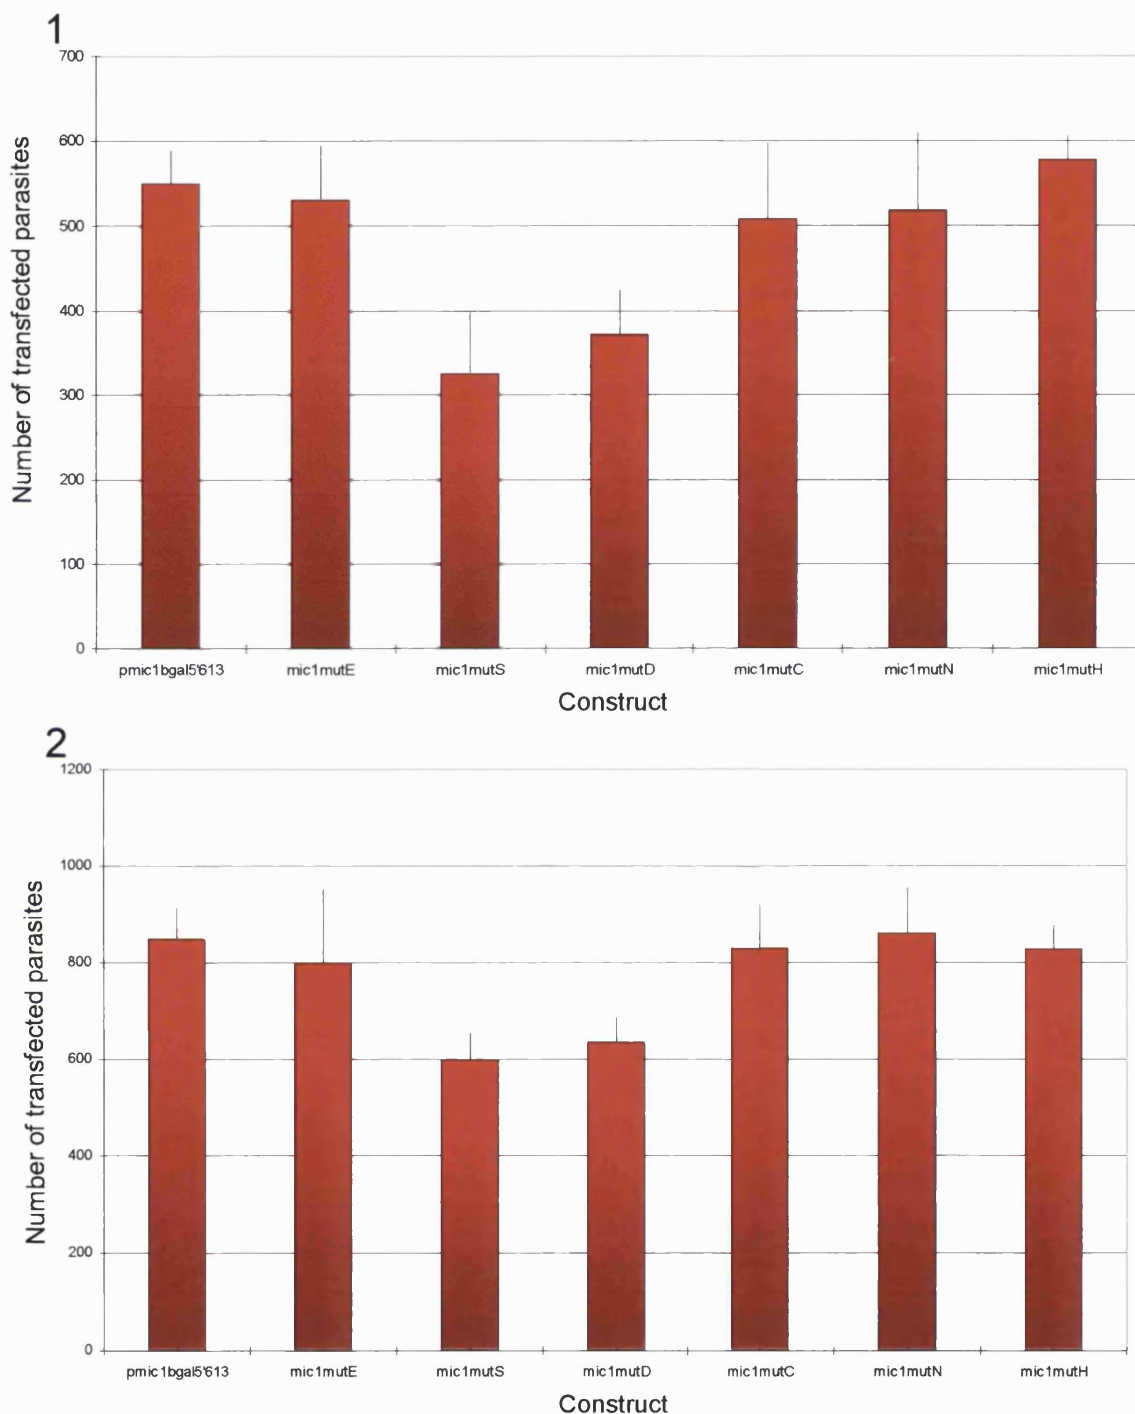 1
700
600
500
400
300
200
100
0
Number of transfected parasites
pmic1bgal5'613 mic1mutE mic1mutS mic1mutD mic1mutC mic1mutN mic1mutH
Construct
2
1200
1000
800
600
400
200
0
Number of transfected parasites
pmic1bgal5'613 mic1mutE mic1mutS mic1mutD mic1mutC mic1mutN mic1mutH
Construct